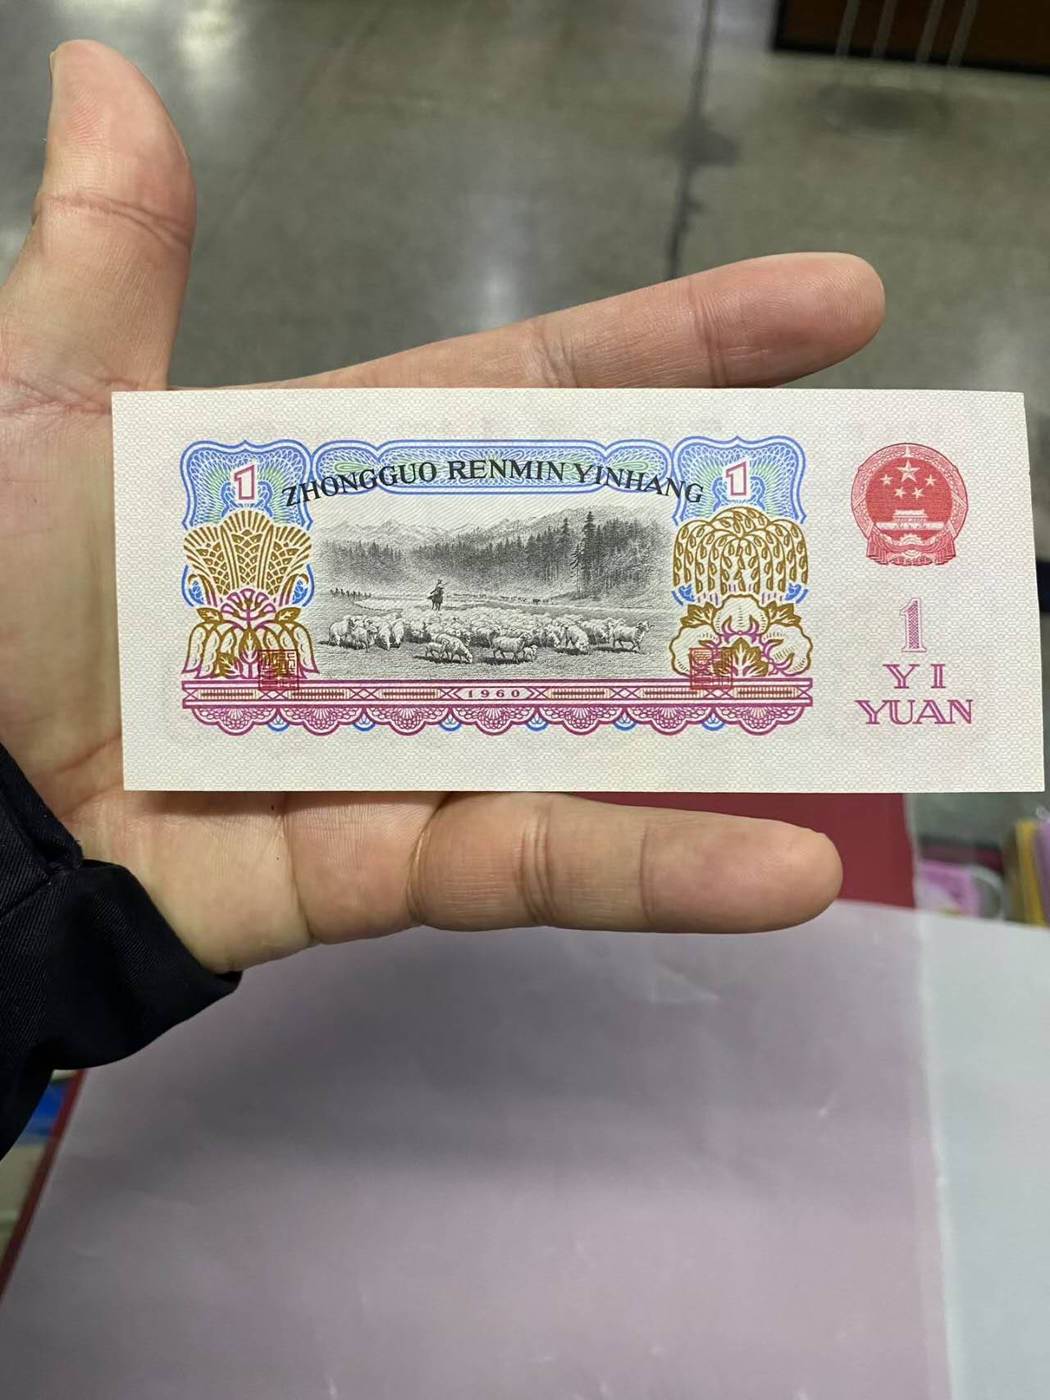 1
ZHONGGUO RENMIN YINHANG
1
1960
1
YI
YUAN